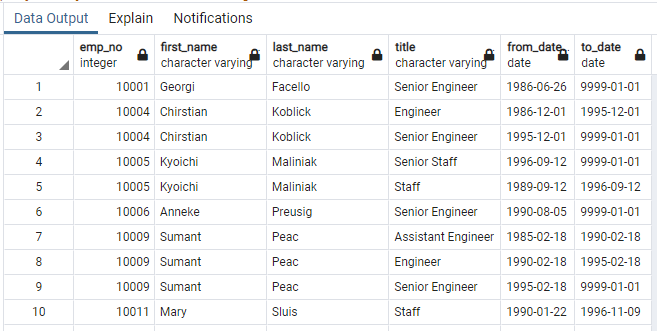 Data Output Explain Notifications
emp_no first_name last_name title from_date to_date
integer character varying character varying character varying date date
1 10001 Georgi Facello Senior Engineer 1986-06-26 9999-01-01
2 10004 Chirstian Koblick Engineer 1986-12-01 1995-12-01
3 10004 Chirstian Koblick Senior Engineer 1995-12-01 9999-01-01
4 10005 Kyoichi Maliniak Senior Staff 1996-09-12 9999-01-01
5 10005 Kyoichi Maliniak Staff 1989-09-12 1996-09-12
6 10006 Anneke Preusig Senior Engineer 1990-08-05 9999-01-01
7 10009 Sumant Peac Assistant Engineer 1985-02-18 1990-02-18
8 10009 Sumant Peac Engineer 1990-02-18 1995-02-18
9 10009 Sumant Peac Senior Engineer 1995-02-18 9999-01-01
10 10011 Mary Sluis Staff 1990-01-22 1996-11-09